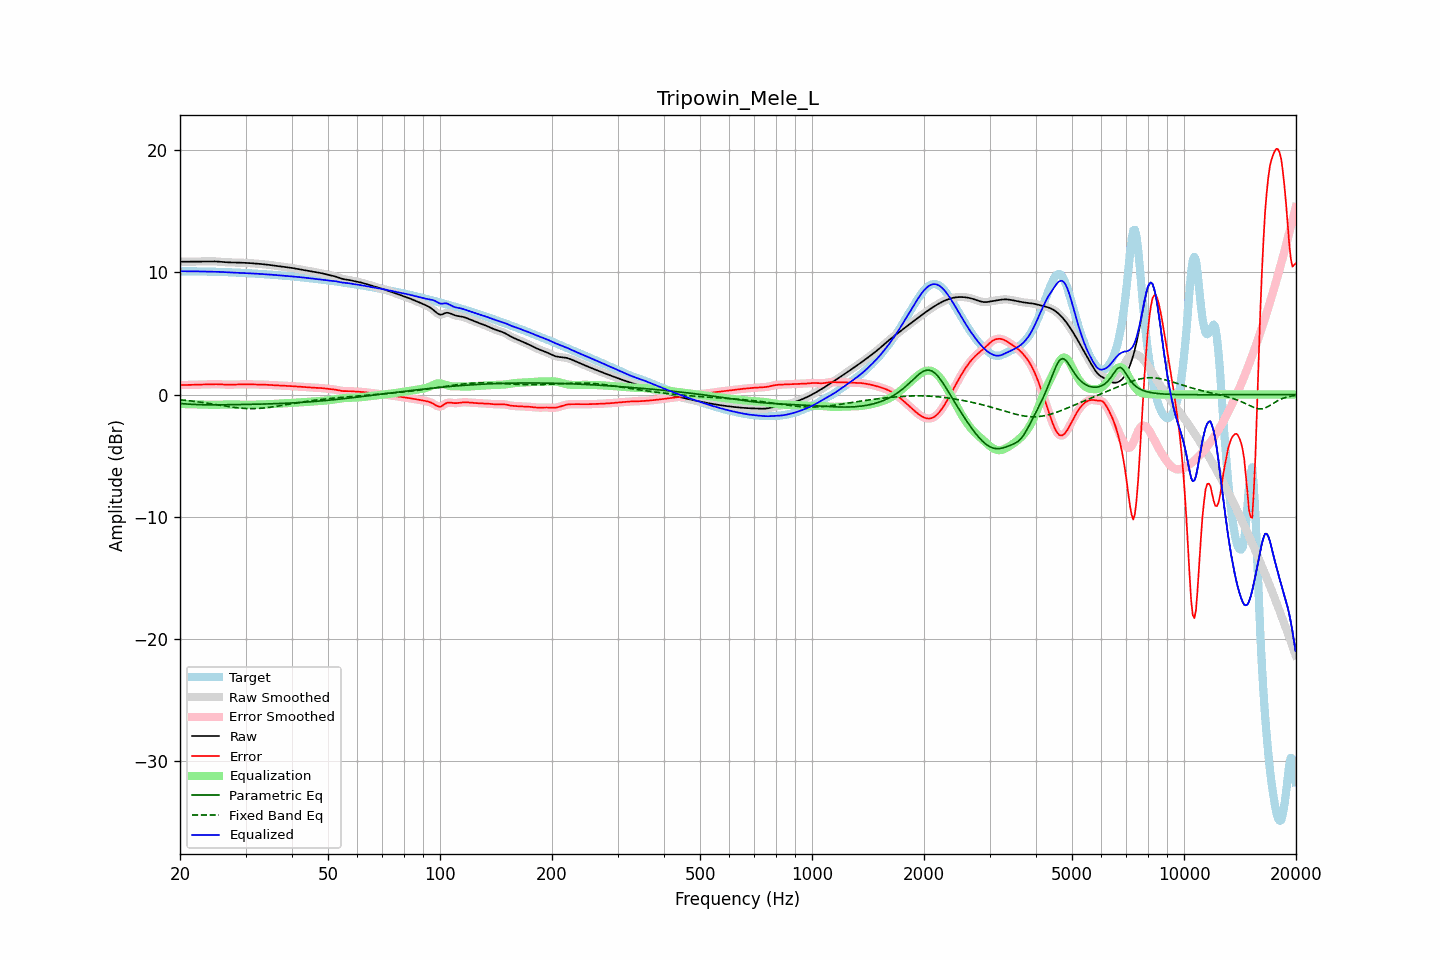 Tripowin_Mele_L
Amplitude (dBr)
20
10
0
−10
−20
−30
Target
Raw Smoothed
Error Smoothed
Raw
Error
Equalization
Parametric Eq
Fixed Band Eq
Equalized
20 50 100 200 500 1000 2000 5000 10000 20000
Frequency (Hz)